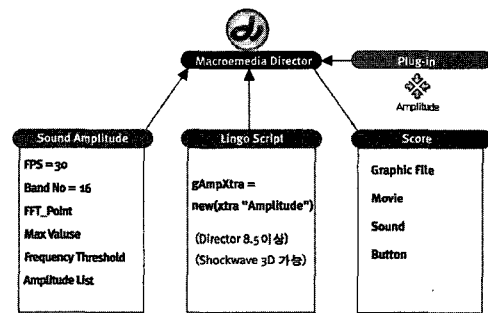 Macroemedia Director
Plug-in
Amplitude
Sound Amplitude
FPS = 30
Band No = 16
FFT_Point
Max Valuse
Frequency Threshold
Amplitude List
Lingo Script
gAmpXtra =
new(xtra "Amplitude")
(Director 8.5 이상)
(Shockwave 3D 가능)
Score
Graphic File
Movie
Sound
Button